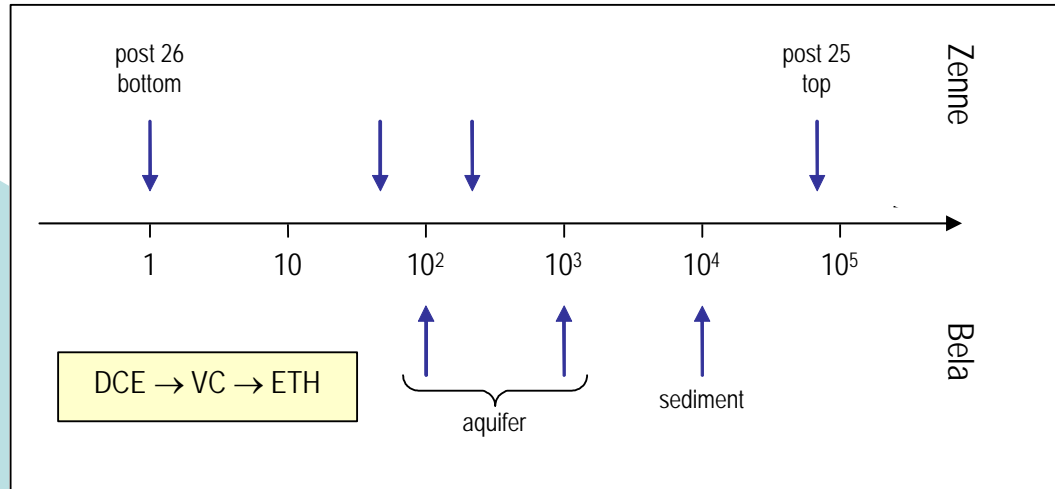 post 26
bottom
post 25
top
Zenne
1 10 10² 10³ 10⁴ 10⁵
Bela
DCE → VC → ETH
aquifer
sediment